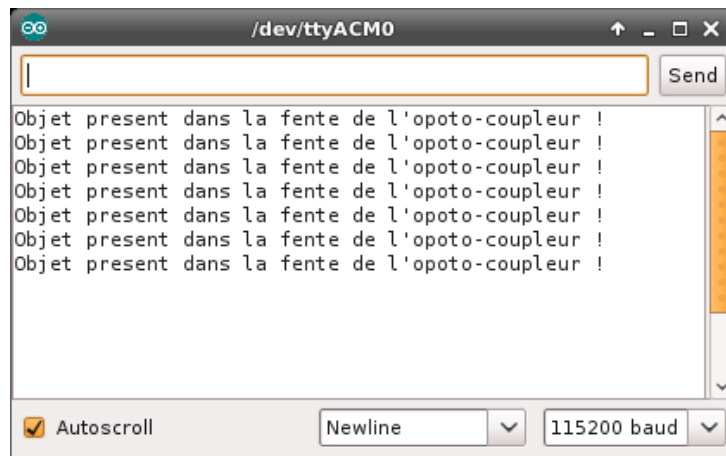 /dev/ttyACM0
Send
Objet present dans la fente de l'opoto-coupleur !
Objet present dans la fente de l'opoto-coupleur !
Objet present dans la fente de l'opoto-coupleur !
Objet present dans la fente de l'opoto-coupleur !
Objet present dans la fente de l'opoto-coupleur !
Objet present dans la fente de l'opoto-coupleur !
Objet present dans la fente de l'opoto-coupleur !
Autoscroll Newline 115200 baud